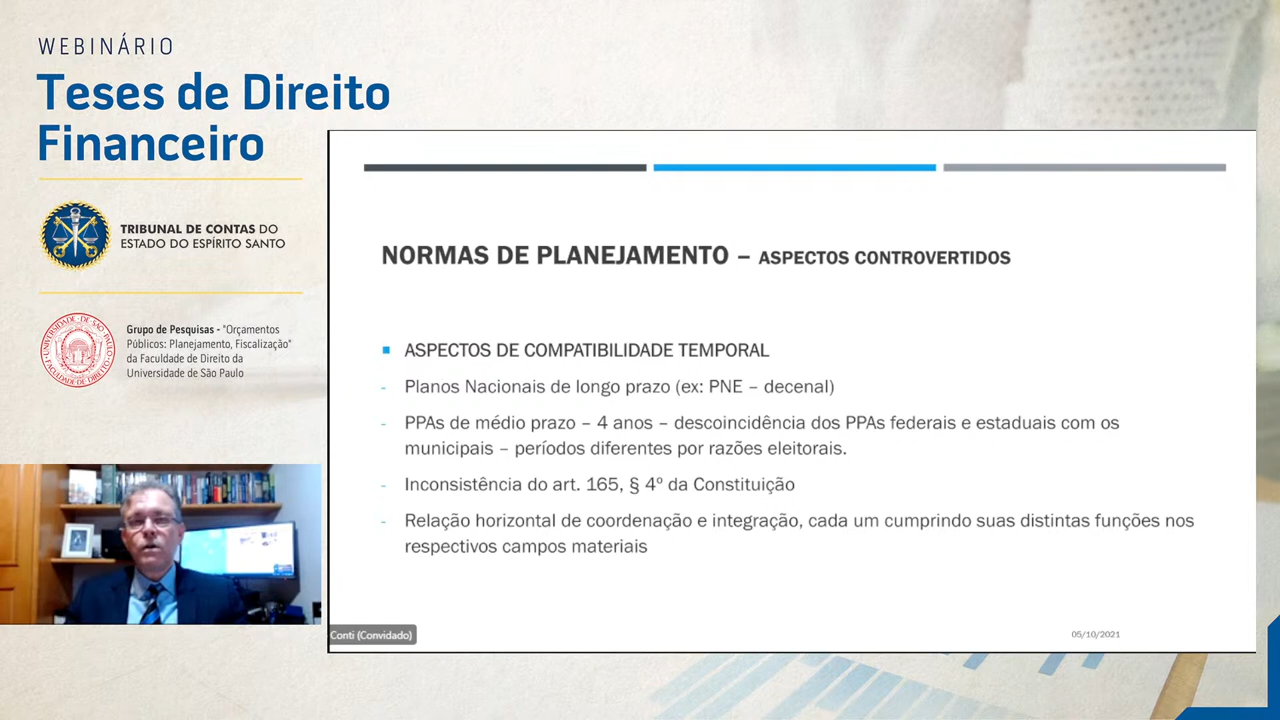 WEBINÁRIO
Teses de Direito
Financeiro
TRIBUNAL DE CONTAS DO
ESTADO DO ESPÍRITO SANTO
Grupo de Pesquisas - "Orçamentos
Públicos: Planejamento, Fiscalização"
da Faculdade de Direito da
Universidade de São Paulo
NORMAS DE PLANEJAMENTO – ASPECTOS CONTROVERTIDOS
ASPECTOS DE COMPATIBILIDADE TEMPORAL
- Planos Nacionais de longo prazo (ex: PNE – decenal)
- PPAs de médio prazo – 4 anos – descoincidência dos PPAs federais e estaduais com os
municipais – períodos diferentes por razões eleitorais.
- Inconsistência do art. 165, § 4º da Constituição
- Relação horizontal de coordenação e integração, cada um cumprindo suas distintas funções nos
respectivos campos materiais
Conti (Convidado)
05/10/2021